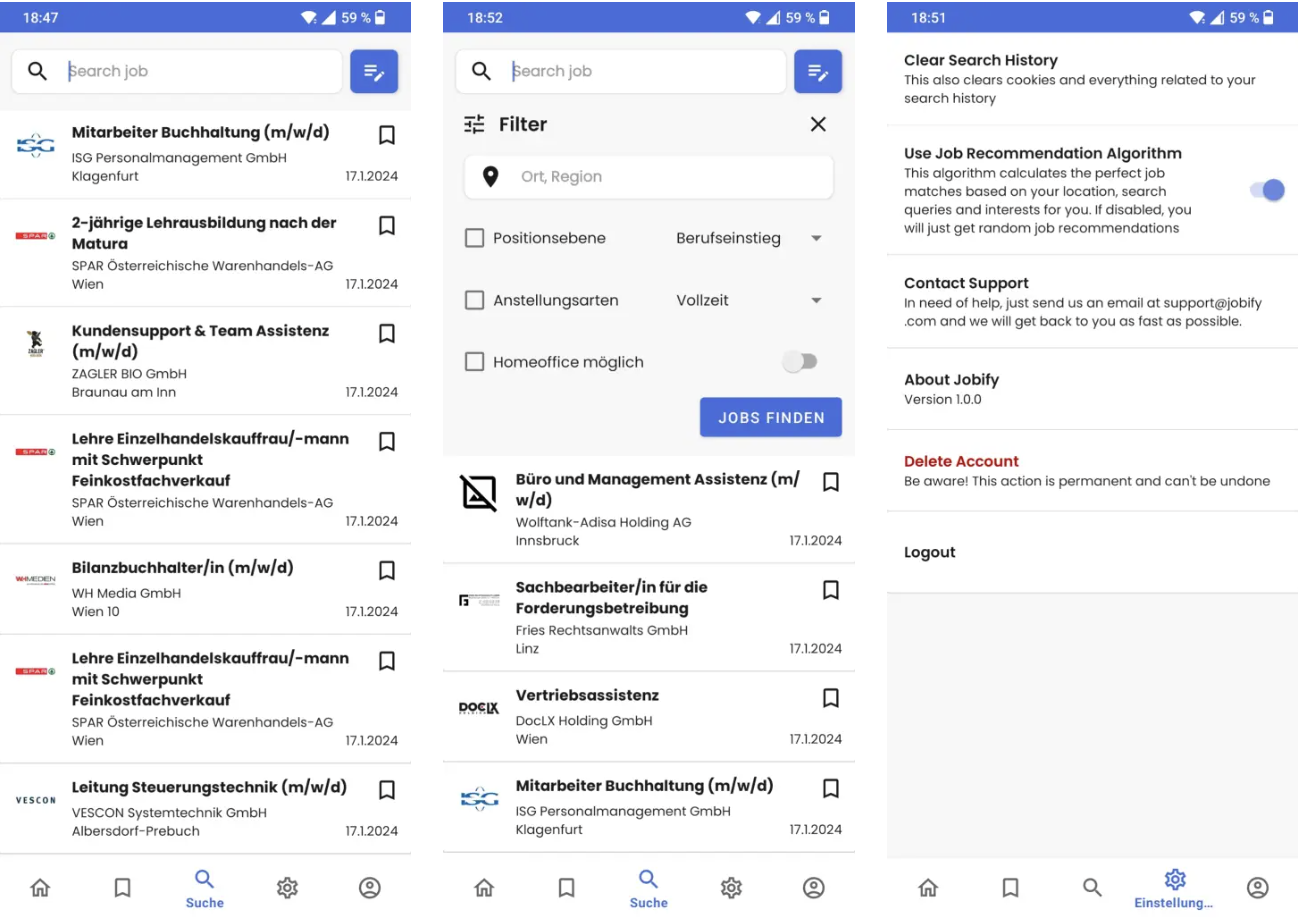 18:47
59 %
Search job
Mitarbeiter Buchhaltung (m/w/d)
ISG Personalmanagement GmbH
Klagenfurt
17.1.2024
2-jährige Lehrausbildung nach der
Matura
SPAR Österreichische Warenhandels-AG
Wien
17.1.2024
Kundensupport & Team Assistenz
(m/w/d)
ZAGLER BIO GmbH
Braunau am Inn
17.1.2024
Lehre Einzelhandelskauffrau/-mann
mit Schwerpunkt
Feinkostfachverkauf
SPAR Österreichische Warenhandels-AG
Wien
17.1.2024
Bilanzbuchhalter/in (m/w/d)
WH Media GmbH
Wien 10
17.1.2024
Lehre Einzelhandelskauffrau/-mann
mit Schwerpunkt
Feinkostfachverkauf
SPAR Österreichische Warenhandels-AG
Wien
17.1.2024
Leitung Steuerungstechnik (m/w/d)
VESCON
VESCON Systemtechnik GmbH
Albersdorf-Prebuch
17.1.2024
Suche
18:52
59 %
Search job
Filter
Ort, Region
Positionsebene
Berufseinstieg
Anstellungsarten
Vollzeit
Homeoffice möglich
JOBS FINDEN
Büro und Management Assistenz (m/
w/d)
Wolftank-Adisa Holding AG
Innsbruck
17.1.2024
Sachbearbeiter/in für die
Forderungsbetreibung
Fries Rechtsanwalts GmbH
Linz
17.1.2024
Vertriebsassistenz
DOCLX
DocLX Holding GmbH
Wien
17.1.2024
Mitarbeiter Buchhaltung (m/w/d)
ISG
ISG Personalmanagement GmbH
Klagenfurt
17.1.2024
Suche
18:51
59 %
Clear Search History
This also clears cookies and everything related to your
search history
Use Job Recommendation Algorithm
This algorithm calculates the perfect job
matches based on your location, search
queries and interests for you. If disabled, you
will just get random job recommendations
Contact Support
In need of help, just send us an email at support@jobify
.com and we will get back to you as fast as possible.
About Jobify
Version 1.0.0
Delete Account
Be aware! This action is permanent and can't be undone
Logout
Einstellung...